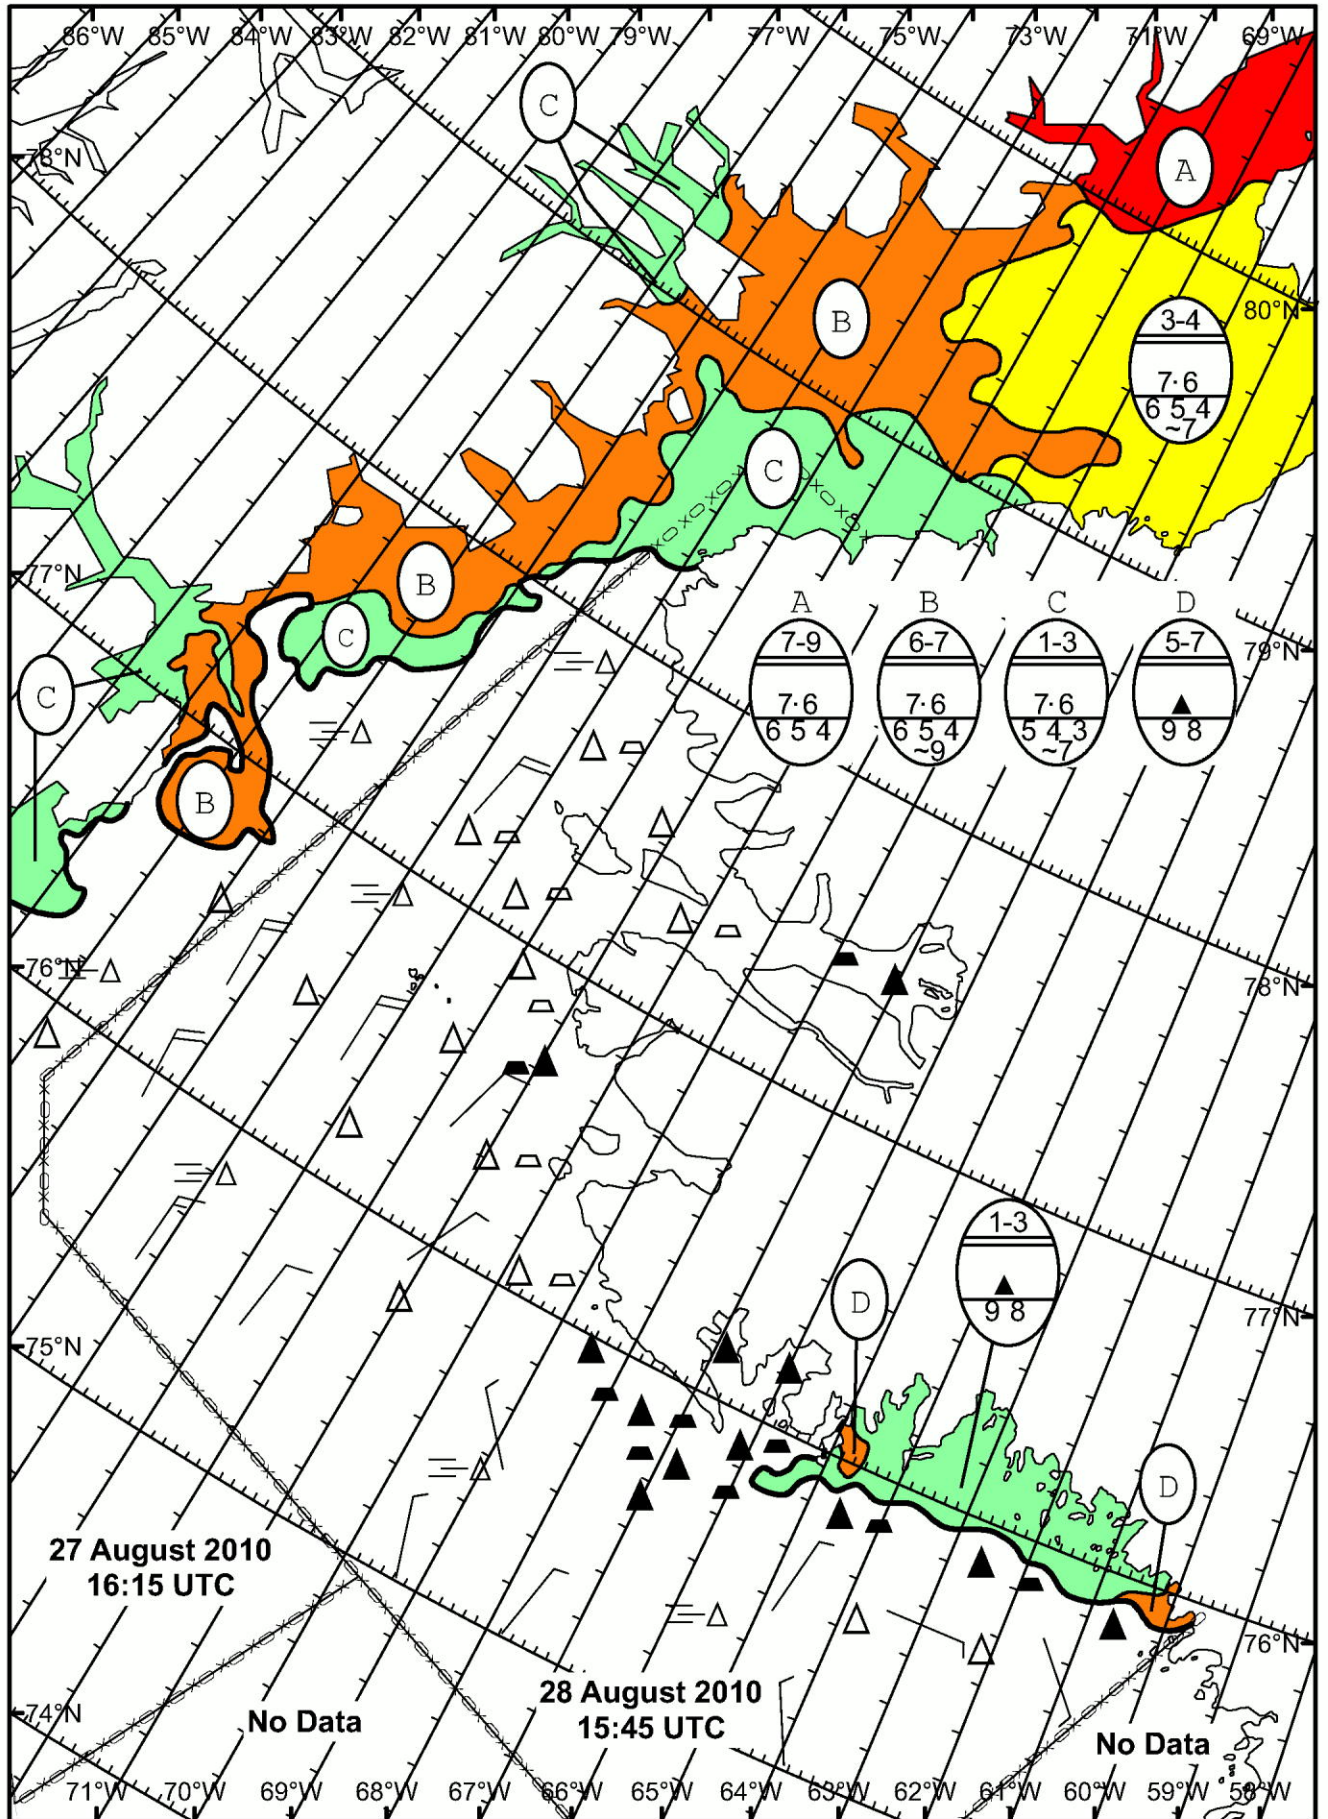 86°W 85°W 84°W 83°W 82°W 81°W 80°W 79°W 77°W 75°W 73°W 71°W 69°W
C
78°N
A
B
80°N
3-4
7·6
6 5 4
~7
C
77°N
B
A B C D
C
7-9 6-7 1-3 5-7
79°N
C
7·6 7·6 7·6
6 5 4 6 5 4 5 4 3 9 8
~9 ~7
B
76°N
78°N
1-3
D
9 8
77°N
75°N
D
27 August 2010
16:15 UTC
76°N
28 August 2010
15:45 UTC
74°N
No Data
No Data
71°W 70°W 69°W 68°W 67°W 66°W 65°W 64°W 63°W 62°W 61°W 60°W 59°W 58°W